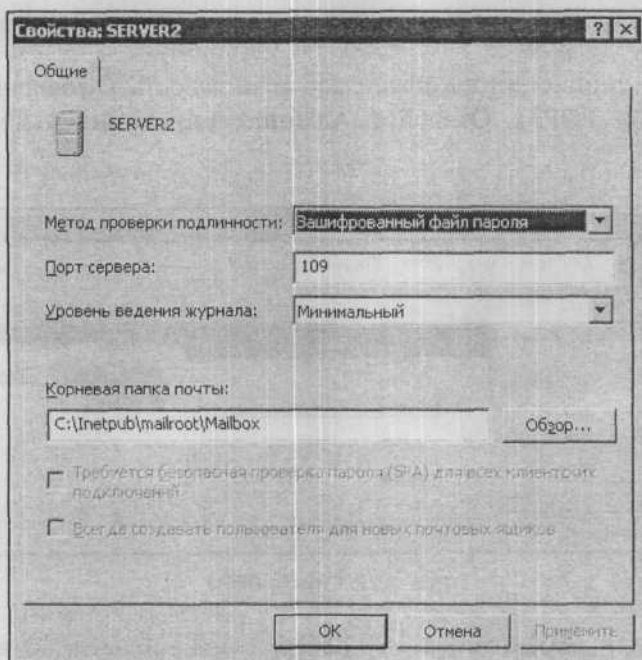 Свойства: SERVER2
Общие
SERVER2
Метод проверки подлинности: Зашифрованный файл пароля
Порт сервера: 109
Уровень ведения журнала: Минимальный
Корневая папка почты:
C:\Inetpub\mailroot\Mailbox Обзор...
Требуется безопасная проверка пароля (SPA) для всех клиентских
подключений
Всегда создавать пользователя для новых почтовых ящиков
ОК Отмена Применить